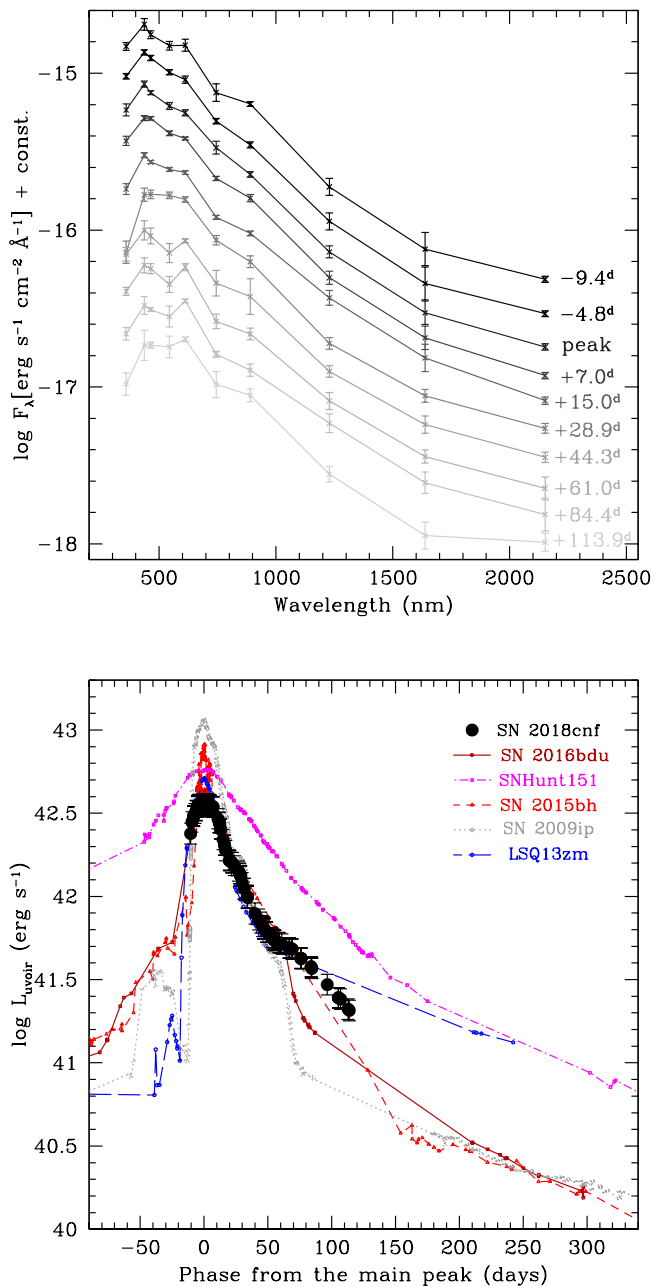 −15
−16
−17
−18
log F_λ[erg s⁻¹ cm⁻² Å⁻¹] + const.
−9.4ᵈ
−4.8ᵈ
peak
+7.0ᵈ
+15.0ᵈ
+28.9ᵈ
+44.3ᵈ
+61.0ᵈ
+84.4ᵈ
+113.9ᵈ
500 1000 1500 2000 2500
Wavelength (nm)
43
42.5
42
41.5
41
40.5
40
log L_uvoir (erg s⁻¹)
SN 2018cnf
SN 2016bdu
SNHunt151
SN 2015bh
SN 2009ip
LSQ13zm
−50 0 50 100 150 200 250 300
Phase from the main peak (days)